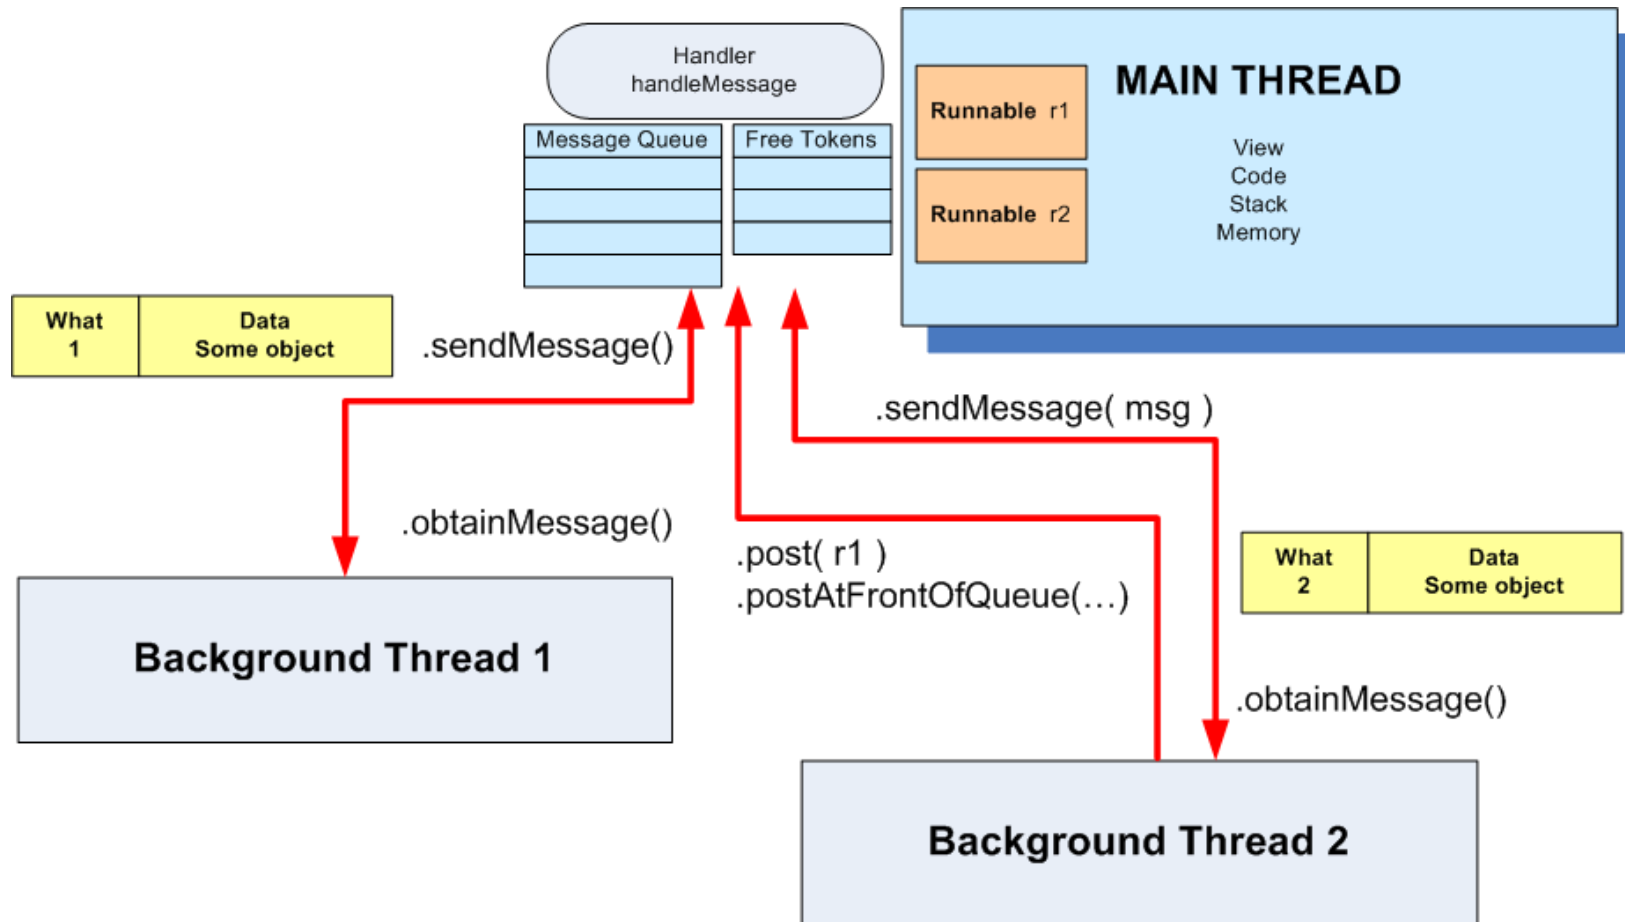 Handler
handleMessage
Message Queue
Free Tokens
MAIN THREAD
Runnable r1
Runnable r2
View
Code
Stack
Memory
What
1
Data
Some object
.sendMessage()
.sendMessage( msg )
.obtainMessage()
.post( r1 )
.postAtFrontOfQueue(...)
What
2
Data
Some object
Background Thread 1
.obtainMessage()
Background Thread 2